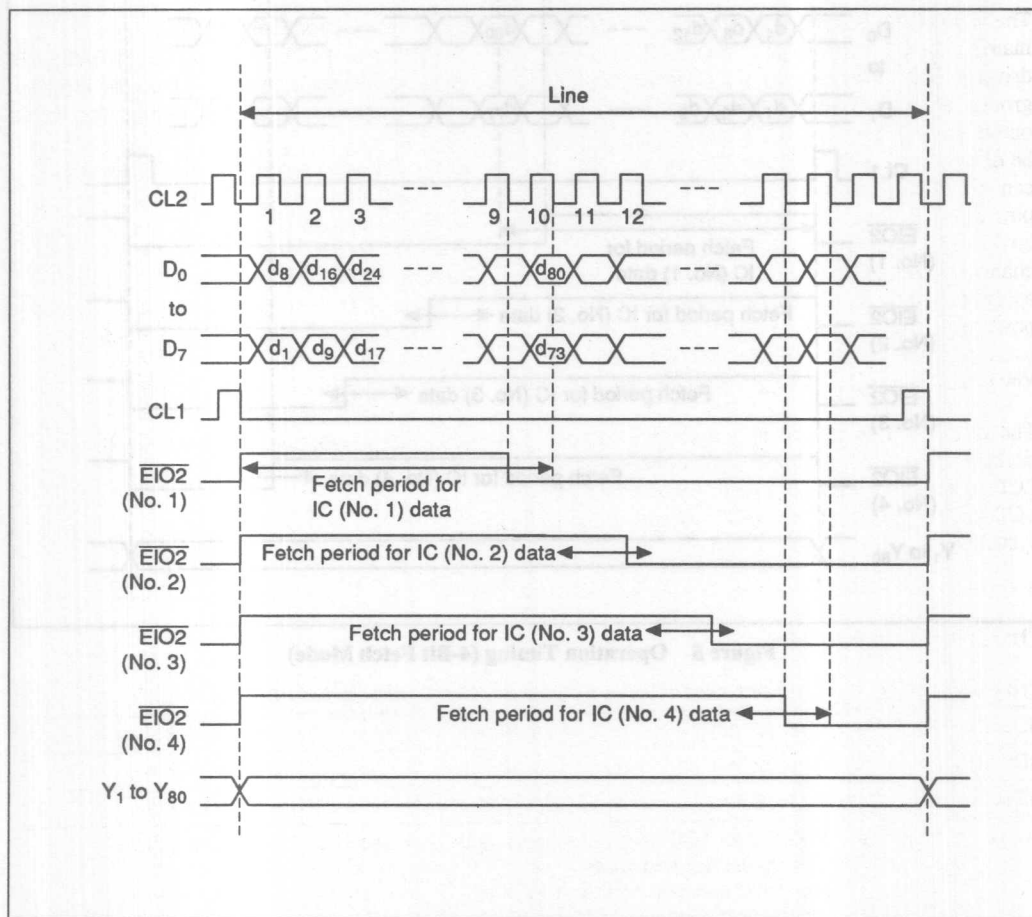 Line
CL2
1 2 3 9 10 11 12
D₀ d₈ d₁₆ d₂₄ d₈₀
to
D₇ d₁ d₉ d₁₇ d₇₃
CL1
EIO2
(No. 1)
Fetch period for
IC (No. 1) data
EIO2
(No. 2)
Fetch period for IC (No. 2) data
EIO2
(No. 3)
Fetch period for IC (No. 3) data
EIO2
(No. 4)
Fetch period for IC (No. 4) data
Y₁ to Y₈₀